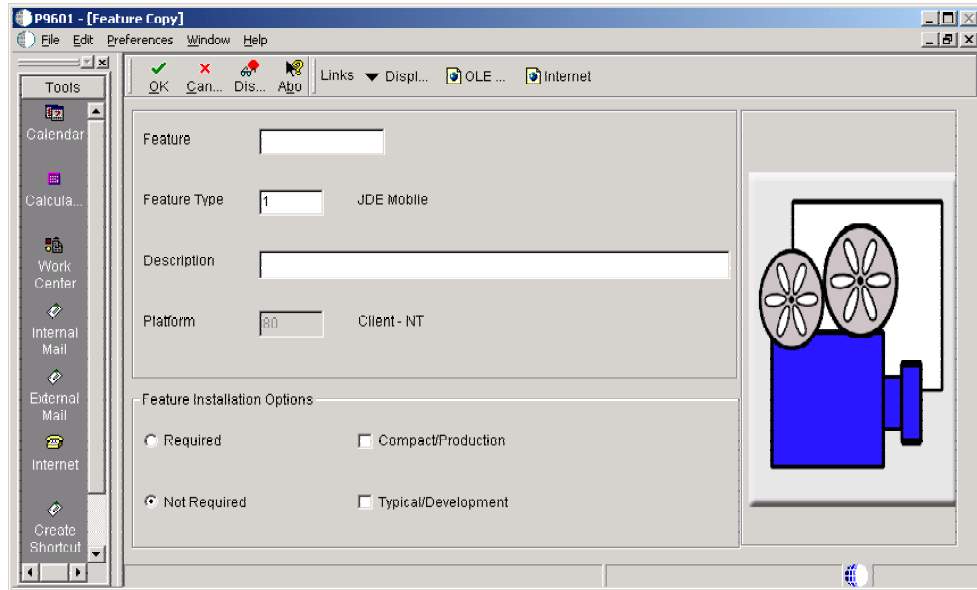 P9601 - [Feature Copy]
File Edit Preferences Window Help
Tools
Calendar
Calcula...
Work
Center
Internal
Mail
External
Mail
Internet
Create
Shortcut
OK Can... Dis... Abo Links Displ... OLE ... Internet
Feature
Feature Type 1 JDE Mobile
Description
Platform 80 Client - NT
Feature Installation Options
Required Compact/Production
Not Required Typical/Development